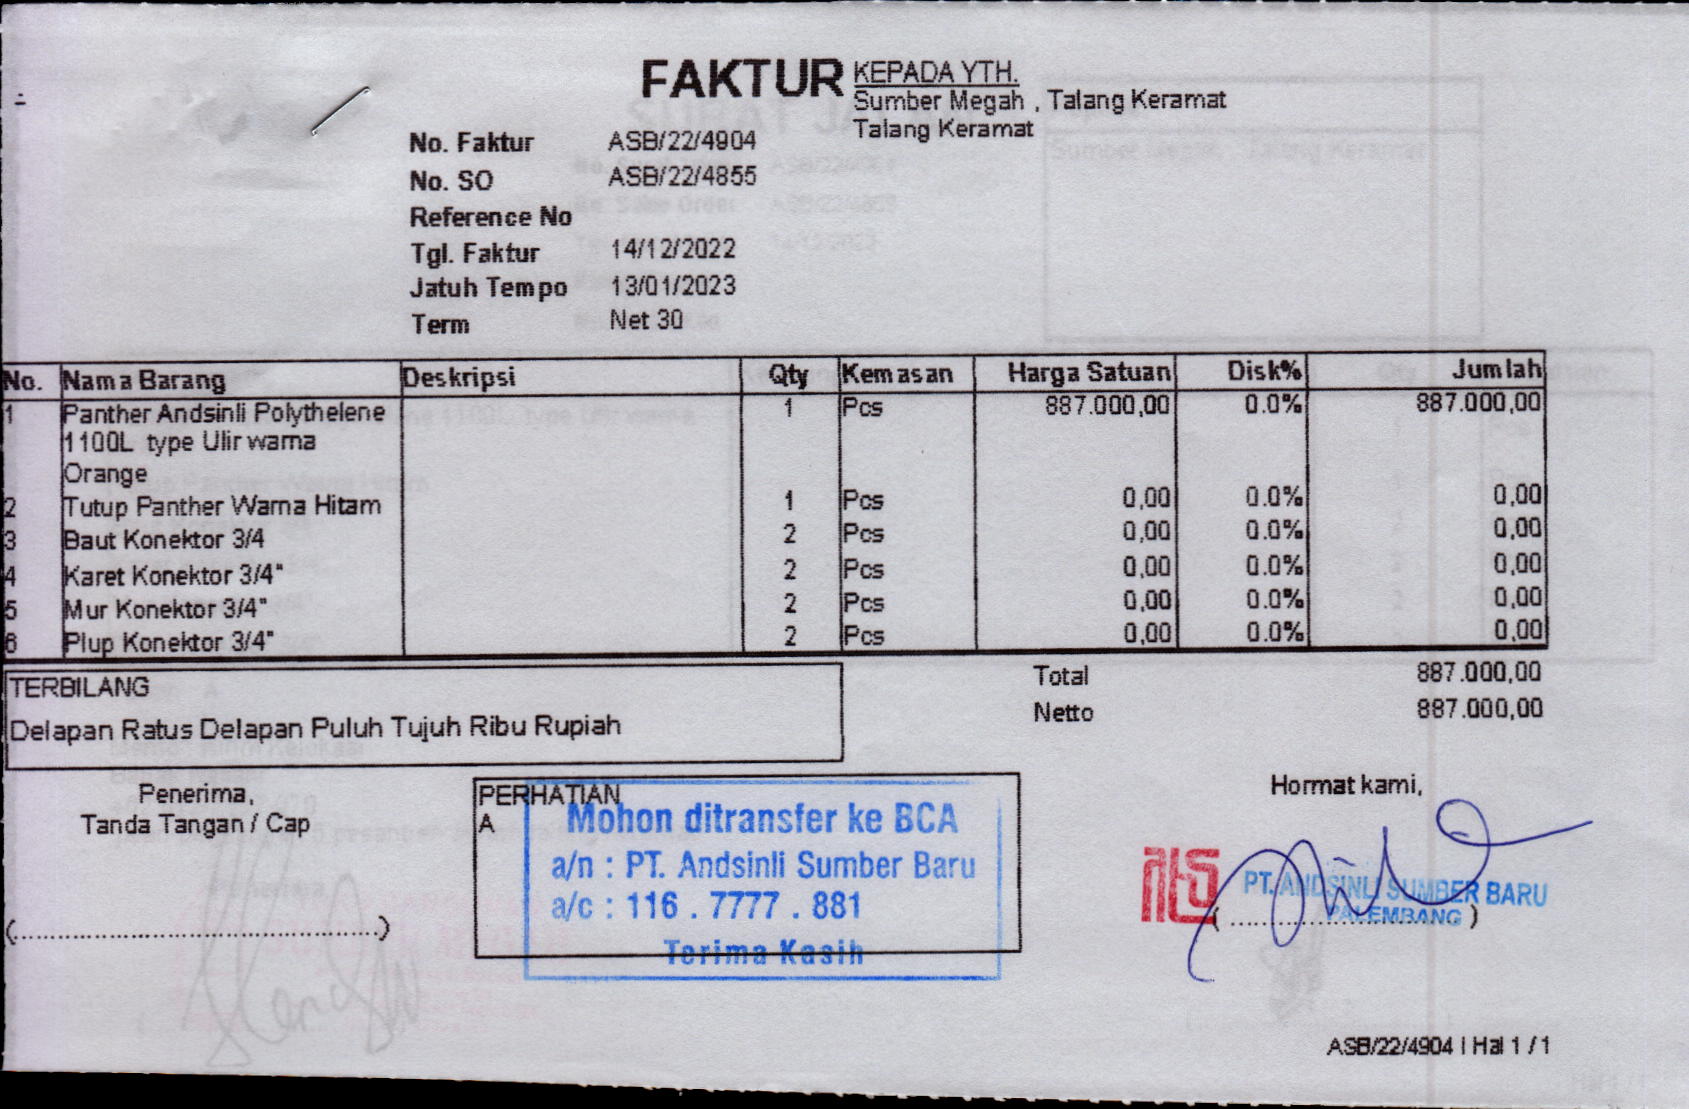 FAKTUR
KEPADA YTH.
Sumber Megah , Talang Keramat
Talang Keramat
No. Faktur ASB/22/4904
No. SO ASB/22/4855
Reference No
Tgl. Faktur 14/12/2022
Jatuh Tempo 13/01/2023
Term Net 30
No. Nama Barang Deskripsi Qty Kemasan Harga Satuan Disk% Jumlah
1 Panther Andsinli Polythelene 1 Pcs 887.000,00 0.0% 887.000,00
1100L type Ulir warna
Orange
2 Tutup Panther Warna Hitam 1 Pcs 0,00 0.0% 0,00
3 Baut Konektor 3/4 2 Pcs 0,00 0.0% 0,00
4 Karet Konektor 3/4" 2 Pcs 0,00 0.0% 0,00
5 Mur Konektor 3/4" 2 Pcs 0,00 0.0% 0,00
6 Plup Konektor 3/4" 2 Pcs 0,00 0.0% 0,00
Total 887.000,00
Netto 887.000,00
TERBILANG
Delapan Ratus Delapan Puluh Tujuh Ribu Rupiah
Penerima,
Tanda Tangan / Cap
(..............................................)
PERHATIAN
A
Mohon ditransfer ke BCA
a/n : PT. Andsinli Sumber Baru
a/c : 116 . 7777 . 881
Terima Kasih
Hormat kami,
PT. ANDSINLI SUMBER BARU
PALEMBANG
(..............................)
ASB/22/4904 | Hal 1 / 1